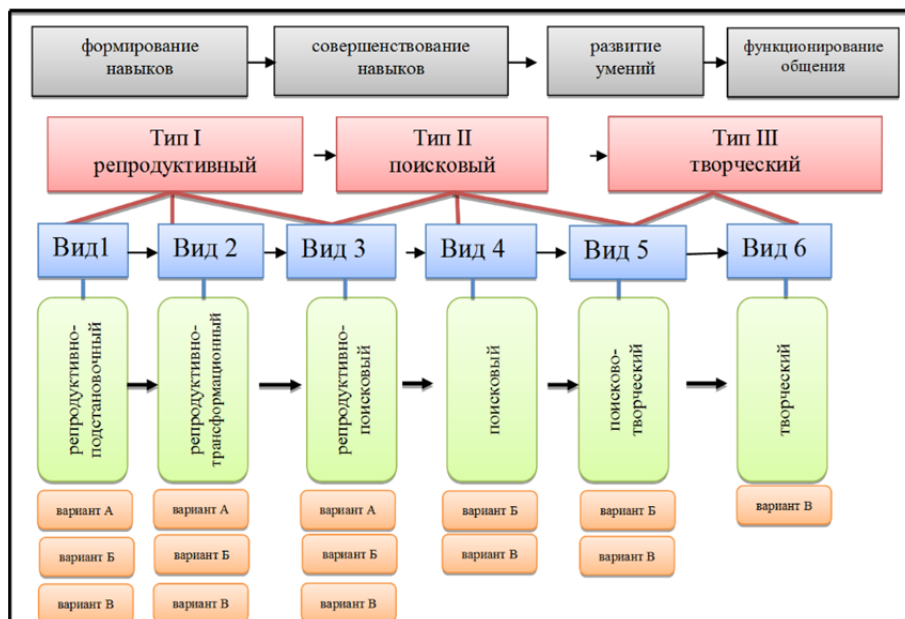 формирование
навыков
совершенствование
навыков
развитие
умений
функционирование
общения
Тип I
репродуктивный
Тип II
поисковый
Тип III
творческий
Вид1
Вид 2
Вид 3
Вид 4
Вид 5
Вид 6
репродуктивно-
подстановочный
репродуктивно-
трансформационный
репродуктивно-
поисковый
поисковый
поисково-
творческий
творческий
вариант А
вариант А
вариант А
вариант Б
вариант Б
вариант В
вариант Б
вариант Б
вариант Б
вариант В
вариант В
вариант В
вариант В
вариант В